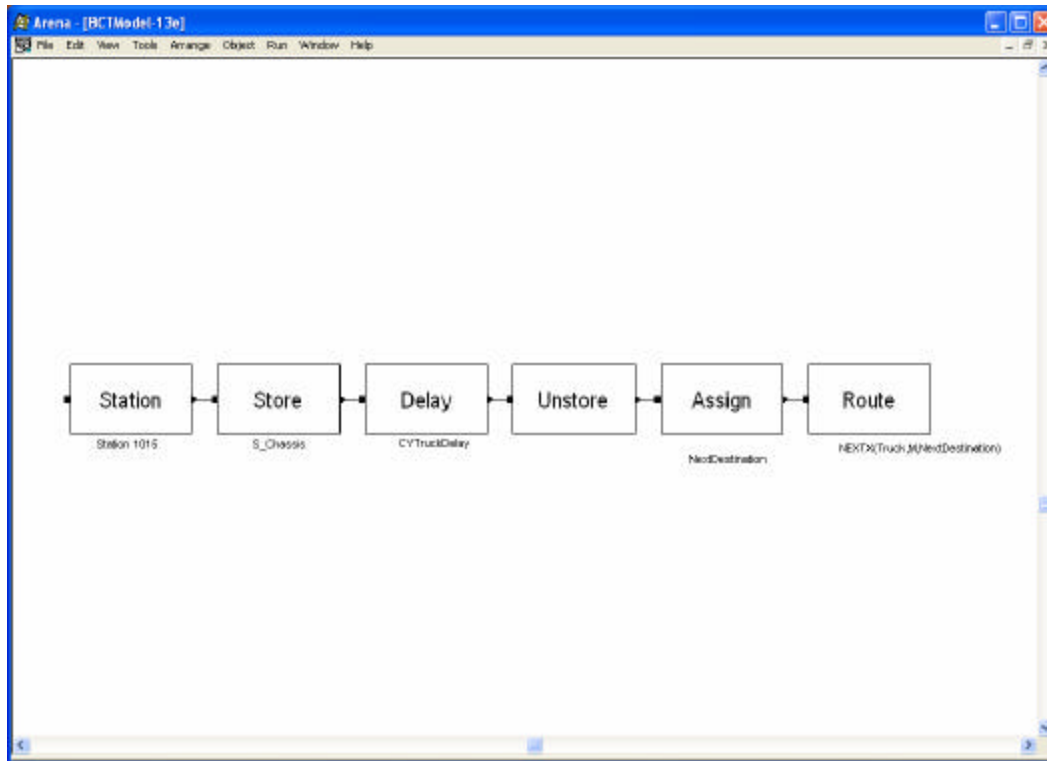 Arena - [BCTModel-13e]
File Edit View Tools Arrange Object Run Window Help
Station Store Delay Unstore Assign Route
Station 1015 S_Chassis CYTruckDelay
NextDestination NEXTX(Truck,M,NextDestination)